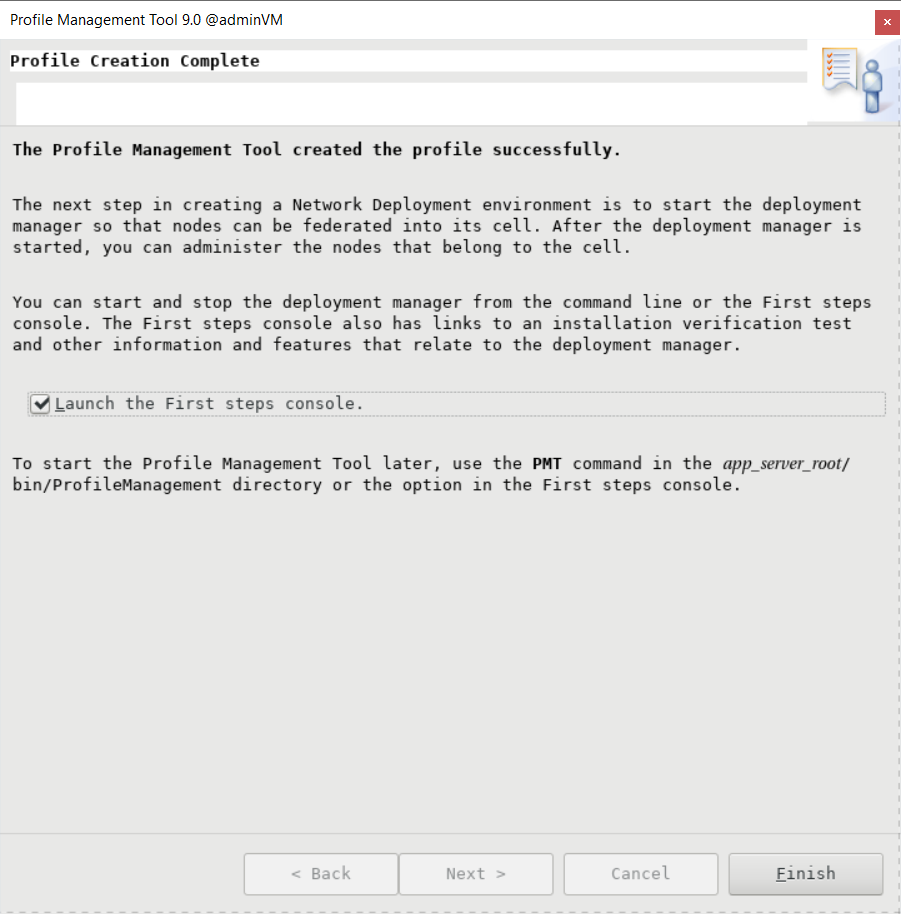 Profile Management Tool 9.0 @adminVM
Profile Creation Complete
The Profile Management Tool created the profile successfully.
The next step in creating a Network Deployment environment is to start the deployment
manager so that nodes can be federated into its cell. After the deployment manager is
started, you can administer the nodes that belong to the cell.
You can start and stop the deployment manager from the command line or the First steps
console. The First steps console also has links to an installation verification test
and other information and features that relate to the deployment manager.
Launch the First steps console.
To start the Profile Management Tool later, use the PMT command in the app_server_root/
bin/ProfileManagement directory or the option in the First steps console.
< Back
Next >
Cancel
Finish